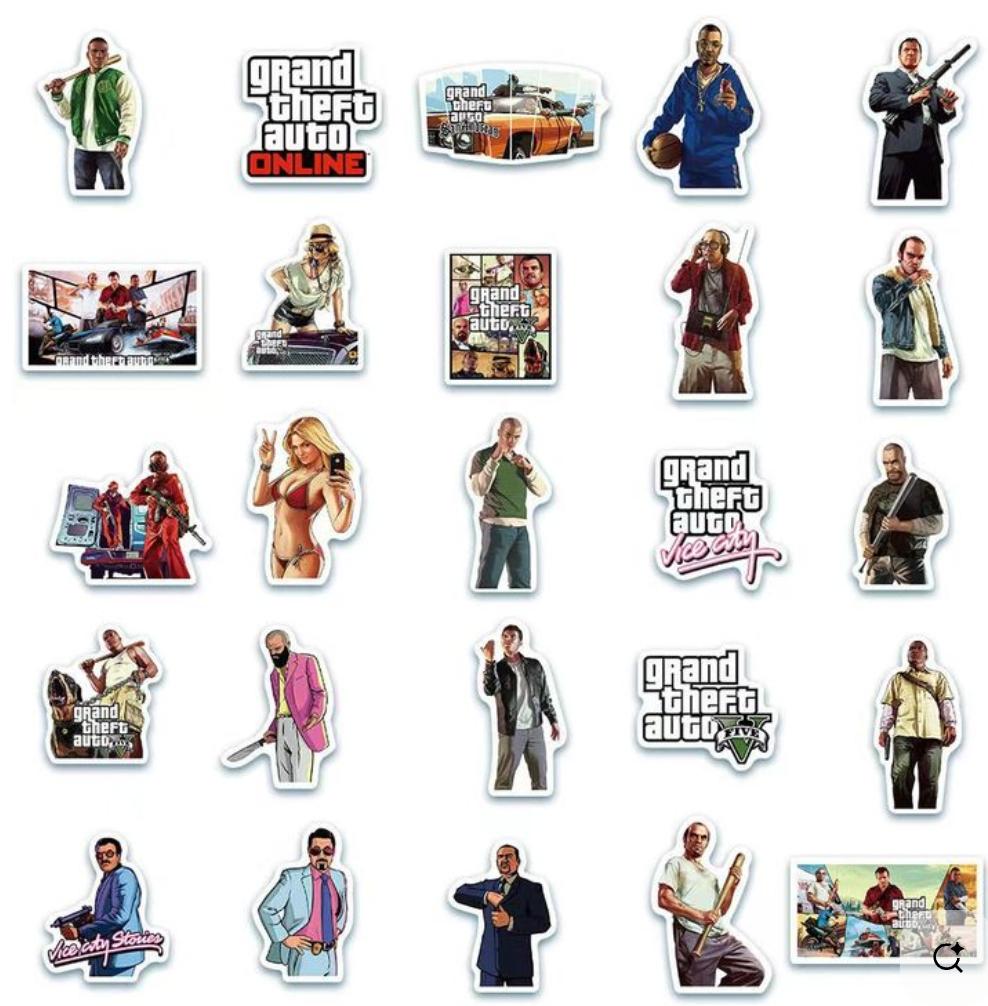 grand
theft
auto
ONLINE
grand
theft
auto
San Andreas
grand theft auto
grand
theft
auto
grand
theft
auto V
grand
theft
auto
Vice City
grand
theft
auto V
grand
theft
auto V
FIVE
Vice City Stories
grand
theft
auto